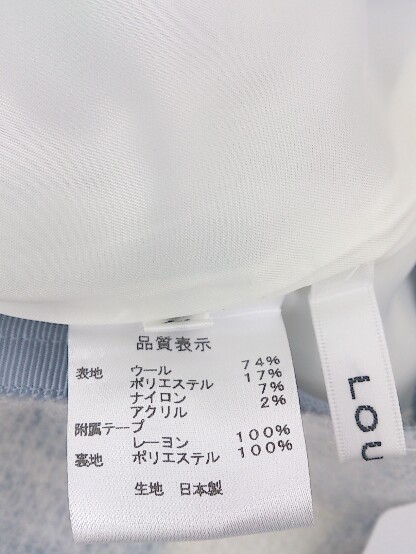 品質表示
表地 ウール 74%
ポリエステル 17%
ナイロン 7%
アクリル 2%
附属テープ
レーヨン 100%
裏地 ポリエステル 100%
生地 日本製